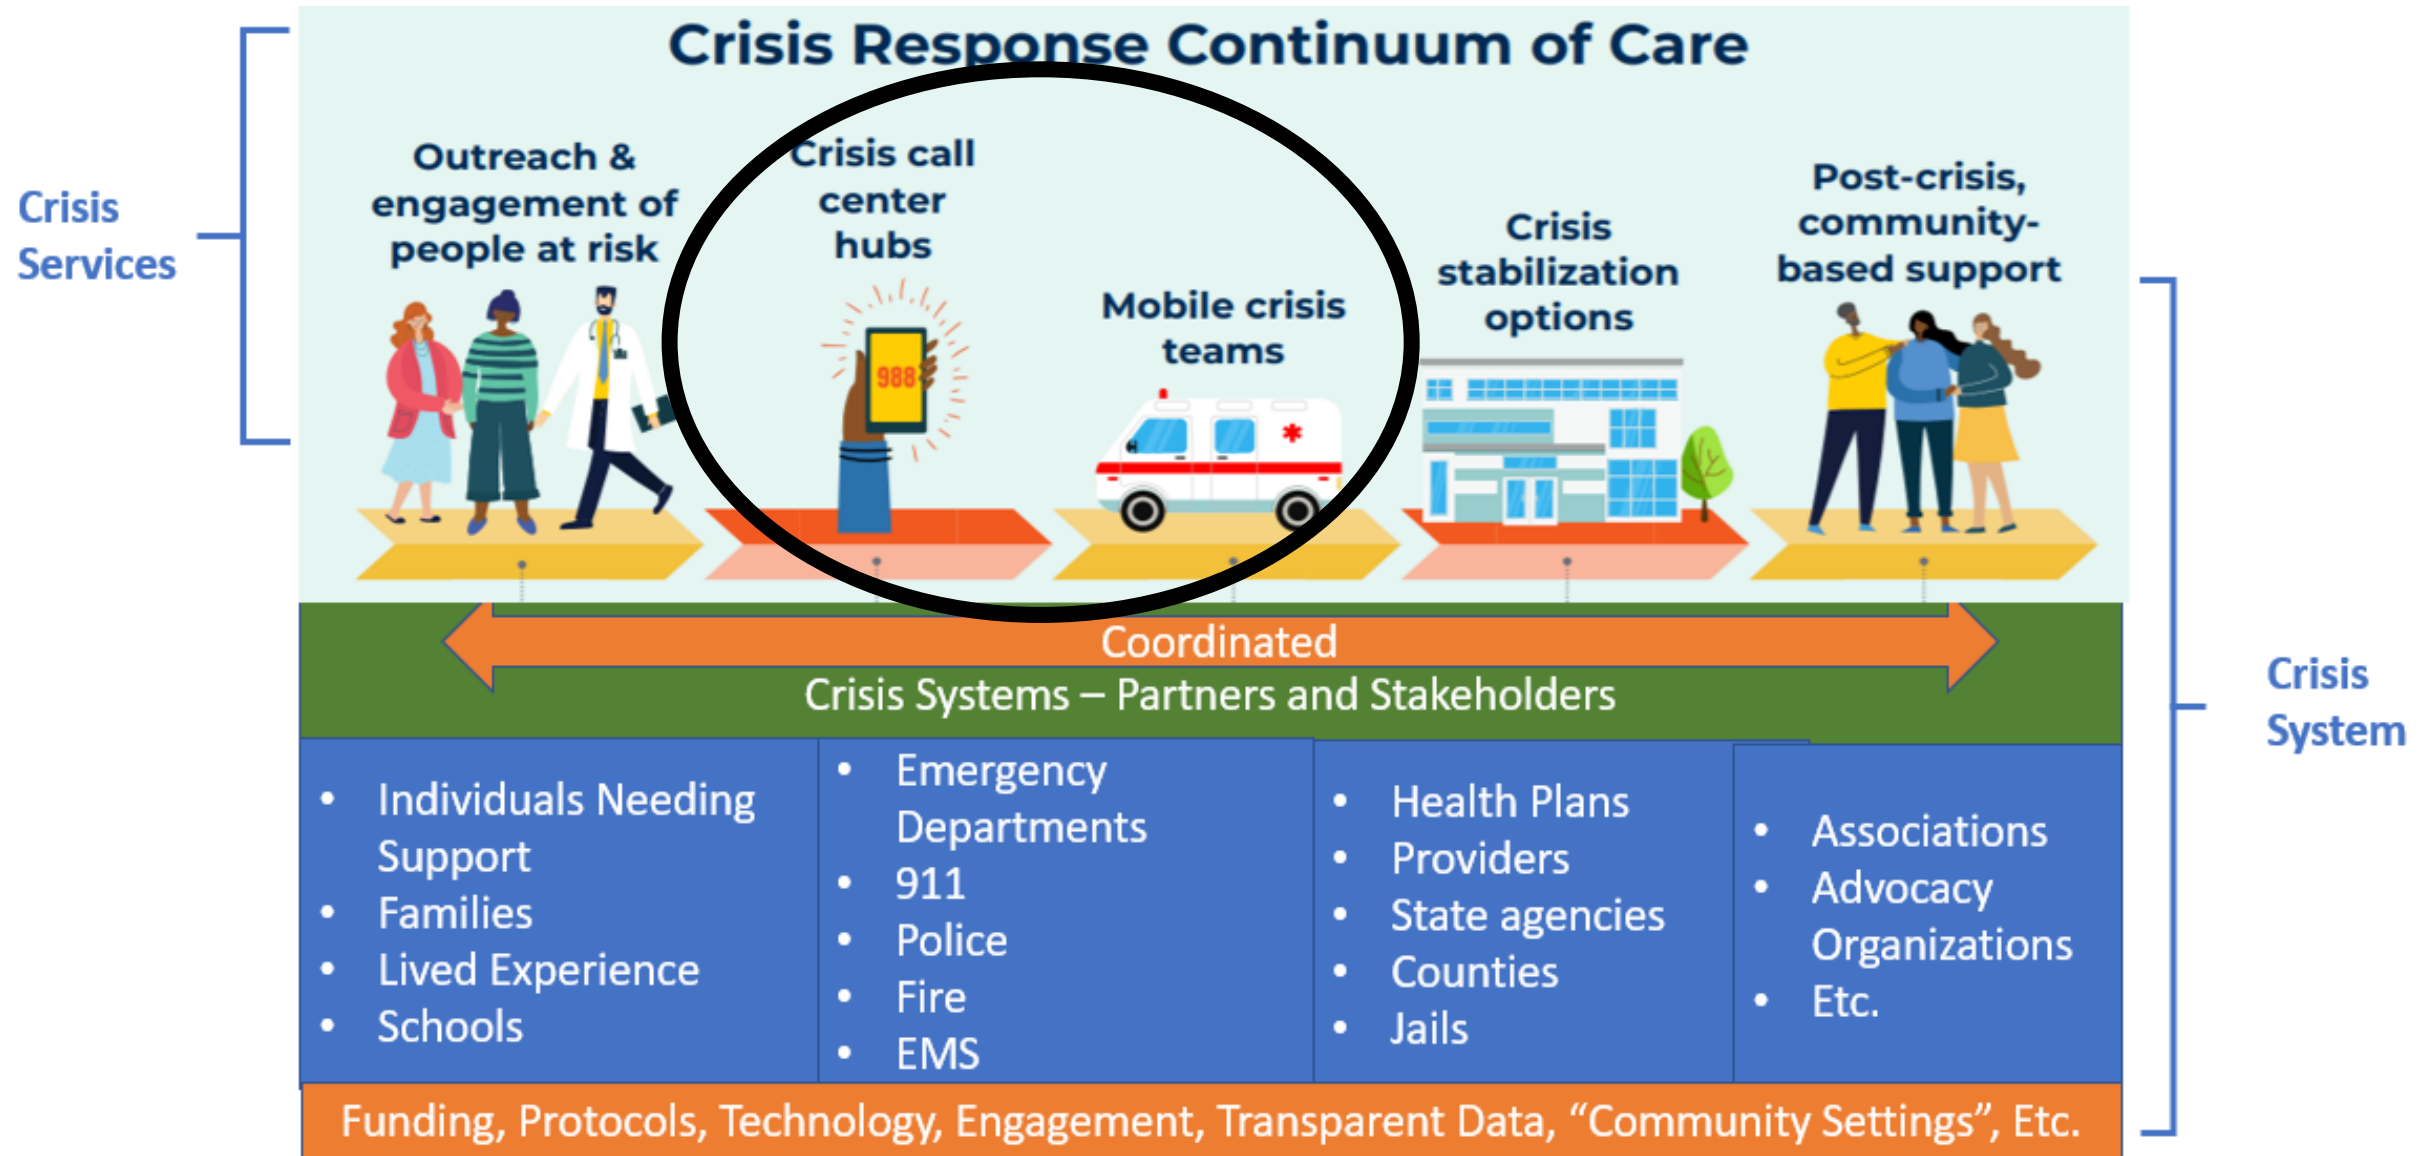 Crisis Response Continuum of Care
Crisis
Services
Outreach &
engagement of
people at risk
Crisis call
center
hubs
988
Mobile crisis
teams
Crisis
stabilization
options
Post-crisis,
community-
based support
Coordinated
Crisis Systems – Partners and Stakeholders
Crisis
System
• Individuals Needing
Support
• Families
• Lived Experience
• Schools
• Emergency
Departments
• 911
• Police
• Fire
• EMS
• Health Plans
• Providers
• State agencies
• Counties
• Jails
• Associations
• Advocacy
Organizations
• Etc.
Funding, Protocols, Technology, Engagement, Transparent Data, “Community Settings”, Etc.